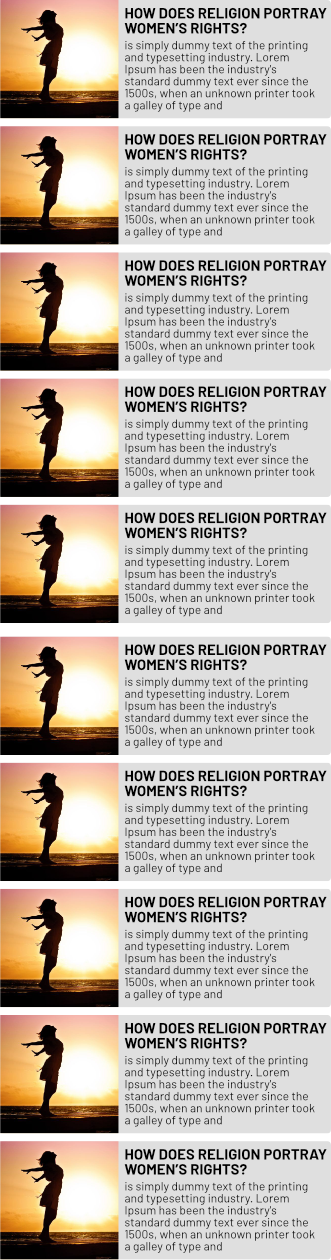 HOW DOES RELIGION PORTRAY
WOMEN'S RIGHTS?
is simply dummy text of the printing
and typesetting industry. Lorem
Ipsum has been the industry's
standard dummy text ever since the
1500s, when an unknown printer took
a galley of type and
HOW DOES RELIGION PORTRAY
WOMEN'S RIGHTS?
is simply dummy text of the printing
and typesetting industry. Lorem
Ipsum has been the industry's
standard dummy text ever since the
1500s, when an unknown printer took
a galley of type and
HOW DOES RELIGION PORTRAY
WOMEN'S RIGHTS?
is simply dummy text of the printing
and typesetting industry. Lorem
Ipsum has been the industry's
standard dummy text ever since the
1500s, when an unknown printer took
a galley of type and
HOW DOES RELIGION PORTRAY
WOMEN'S RIGHTS?
is simply dummy text of the printing
and typesetting industry. Lorem
Ipsum has been the industry's
standard dummy text ever since the
1500s, when an unknown printer took
a galley of type and
HOW DOES RELIGION PORTRAY
WOMEN'S RIGHTS?
is simply dummy text of the printing
and typesetting industry. Lorem
Ipsum has been the industry's
standard dummy text ever since the
1500s, when an unknown printer took
a galley of type and
HOW DOES RELIGION PORTRAY
WOMEN'S RIGHTS?
is simply dummy text of the printing
and typesetting industry. Lorem
Ipsum has been the industry's
standard dummy text ever since the
1500s, when an unknown printer took
a galley of type and
HOW DOES RELIGION PORTRAY
WOMEN'S RIGHTS?
is simply dummy text of the printing
and typesetting industry. Lorem
Ipsum has been the industry's
standard dummy text ever since the
1500s, when an unknown printer took
a galley of type and
HOW DOES RELIGION PORTRAY
WOMEN'S RIGHTS?
is simply dummy text of the printing
and typesetting industry. Lorem
Ipsum has been the industry's
standard dummy text ever since the
1500s, when an unknown printer took
a galley of type and
HOW DOES RELIGION PORTRAY
WOMEN'S RIGHTS?
is simply dummy text of the printing
and typesetting industry. Lorem
Ipsum has been the industry's
standard dummy text ever since the
1500s, when an unknown printer took
a galley of type and
HOW DOES RELIGION PORTRAY
WOMEN'S RIGHTS?
is simply dummy text of the printing
and typesetting industry. Lorem
Ipsum has been the industry's
standard dummy text ever since the
1500s, when an unknown printer took
a galley of type and